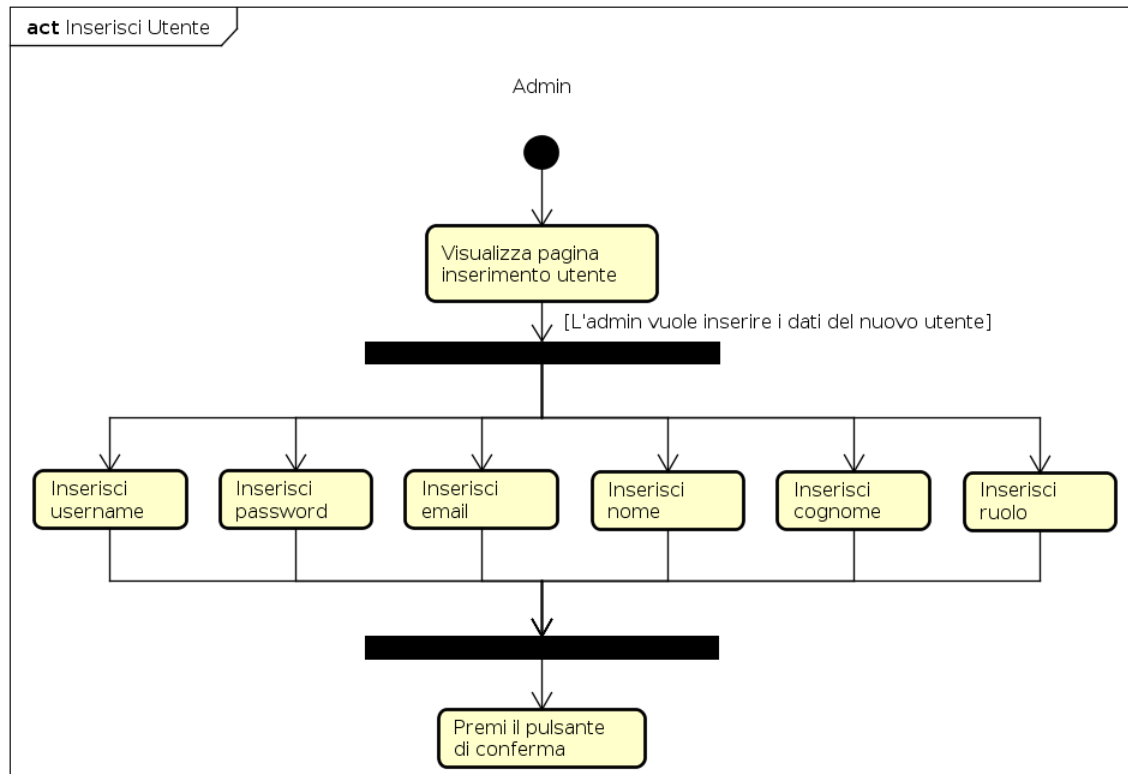 act Inserisci Utente
Admin
Visualizza pagina
inserimento utente
[L'admin vuole inserire i dati del nuovo utente]
Inserisci
username
Inserisci
password
Inserisci
email
Inserisci
nome
Inserisci
cognome
Inserisci
ruolo
Premi il pulsante
di conferma